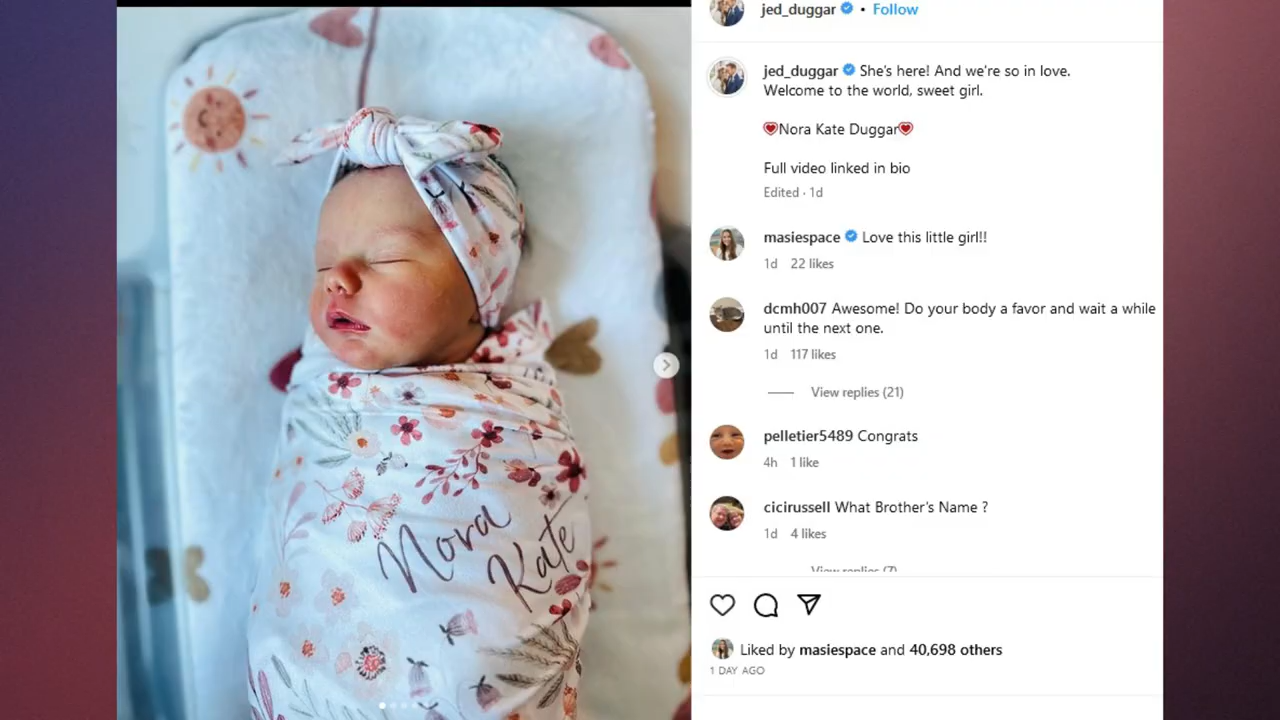 Nora
Kate
jed_duggar • Follow
jed_duggar She's here! And we're so in love.
Welcome to the world, sweet girl.
Nora Kate Duggar
Full video linked in bio
Edited · 1d
masiespace Love this little girl!!
1d 22 likes
dcmh007 Awesome! Do your body a favor and wait a while
until the next one.
1d 117 likes
View replies (21)
pelletier5489 Congrats
4h 1 like
cicirussell What Brother's Name ?
1d 4 likes
View replies (7)
Liked by masiespace and 40,698 others
1 DAY AGO